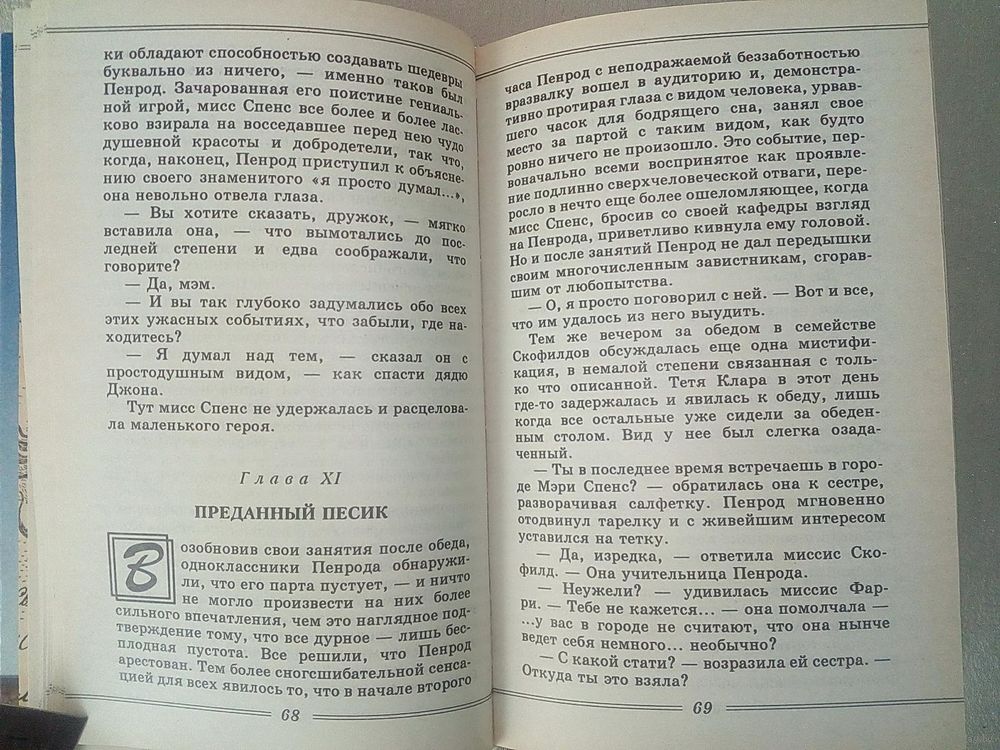 ки обладают способностью создавать шедевры
буквально из ничего, — именно таков был
Пенрод. Зачарованная его поистине гениаль-
ной игрой, мисс Спенс все более и более лас-
ково взирала на восседавшее перед нею чудо
душевной красоты и добродетели, так что,
когда, наконец, Пенрод приступил к объясне-
нию своего знаменитого «я просто думал...»,
она невольно отвела глаза.
— Вы хотите сказать, дружок, — мягко
вставила она, — что вымотались до пос-
ледней степени и едва соображали, что
говорите?
— Да, мэм.
— И вы так глубоко задумались обо всех
этих ужасных событиях, что забыли, где на-
ходитесь?
— Я думал над тем, — сказал он с
простодушным видом, — как спасти дядю
Джона.
Тут мисс Спенс не удержалась и расцелова-
ла маленького героя.
Глава XI
ПРЕДАННЫЙ ПЕСИК
Возобновив свои занятия после обеда,
одноклассники Пенрода обнаружи-
ли, что его парта пустует, — и ничто
не могло произвести на них более
сильного впечатления, чем это наглядное под-
тверждение тому, что все дурное — лишь бес-
плодная пустота. Все решили, что Пенрод
арестован. Тем более сногсшибательной сенса-
цией для всех явилось то, что в начале второго
68
часа Пенрод с неподражаемой беззаботностью
вразвалку вошел в аудиторию и, демонстра-
тивно протирая глаза с видом человека, урвав-
шего часок для бодрящего сна, занял свое
место за партой с таким видом, как будто
ровно ничего не произошло. Это событие, пер-
воначально всеми воспринятое как проявле-
ние подлинно сверхчеловеческой отваги, пере-
росло в нечто еще более ошеломляющее, когда
мисс Спенс, бросив со своей кафедры взгляд
на Пенрода, приветливо кивнула ему головой.
Но и после занятий Пенрод не дал передышки
своим многочисленным завистникам, сгорав-
шим от любопытства.
— О, я просто поговорил с ней. — Вот и все,
что им удалось из него выудить.
Тем же вечером за обедом в семействе
Скофилдов обсуждалась еще одна мистифи-
кация, в немалой степени связанная с толь-
ко что описанной. Тетя Клара в этот день
где-то задержалась и явилась к обеду, лишь
когда все остальные уже сидели за обеден-
ным столом. Вид у нее был слегка озада-
ченный.
— Ты в последнее время встречаешь в горо-
де Мэри Спенс? — обратилась она к сестре,
разворачивая салфетку. Пенрод мгновенно
отодвинул тарелку и с живейшим интересом
уставился на тетку.
— Да, изредка, — ответила миссис Ско-
филд. — Она учительница Пенрода.
— Неужели? — удивилась миссис Фар-
ри. — Тебе не кажется... — она помолчала —
...у вас в городе не считают, что она нынче
ведет себя немного... необычно?
— С какой стати? — возразила ей сестра. —
Откуда ты это взяла?
69